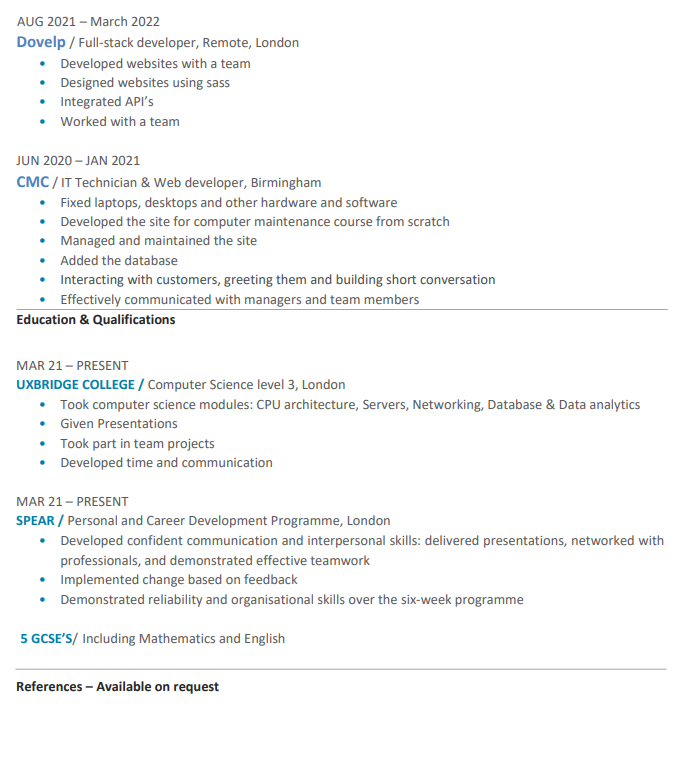 AUG 2021 – March 2022
Dovelp / Full-stack developer, Remote, London
• Developed websites with a team
• Designed websites using sass
• Integrated API’s
• Worked with a team
JUN 2020 – JAN 2021
CMC / IT Technician & Web developer, Birmingham
• Fixed laptops, desktops and other hardware and software
• Developed the site for computer maintenance course from scratch
• Managed and maintained the site
• Added the database
• Interacting with customers, greeting them and building short conversation
• Effectively communicated with managers and team members
Education & Qualifications
MAR 21 – PRESENT
UXBRIDGE COLLEGE / Computer Science level 3, London
• Took computer science modules: CPU architecture, Servers, Networking, Database & Data analytics
• Given Presentations
• Took part in team projects
• Developed time and communication
MAR 21 – PRESENT
SPEAR / Personal and Career Development Programme, London
• Developed confident communication and interpersonal skills: delivered presentations, networked with
professionals, and demonstrated effective teamwork
• Implemented change based on feedback
• Demonstrated reliability and organisational skills over the six-week programme
5 GCSE’S/ Including Mathematics and English
References – Available on request